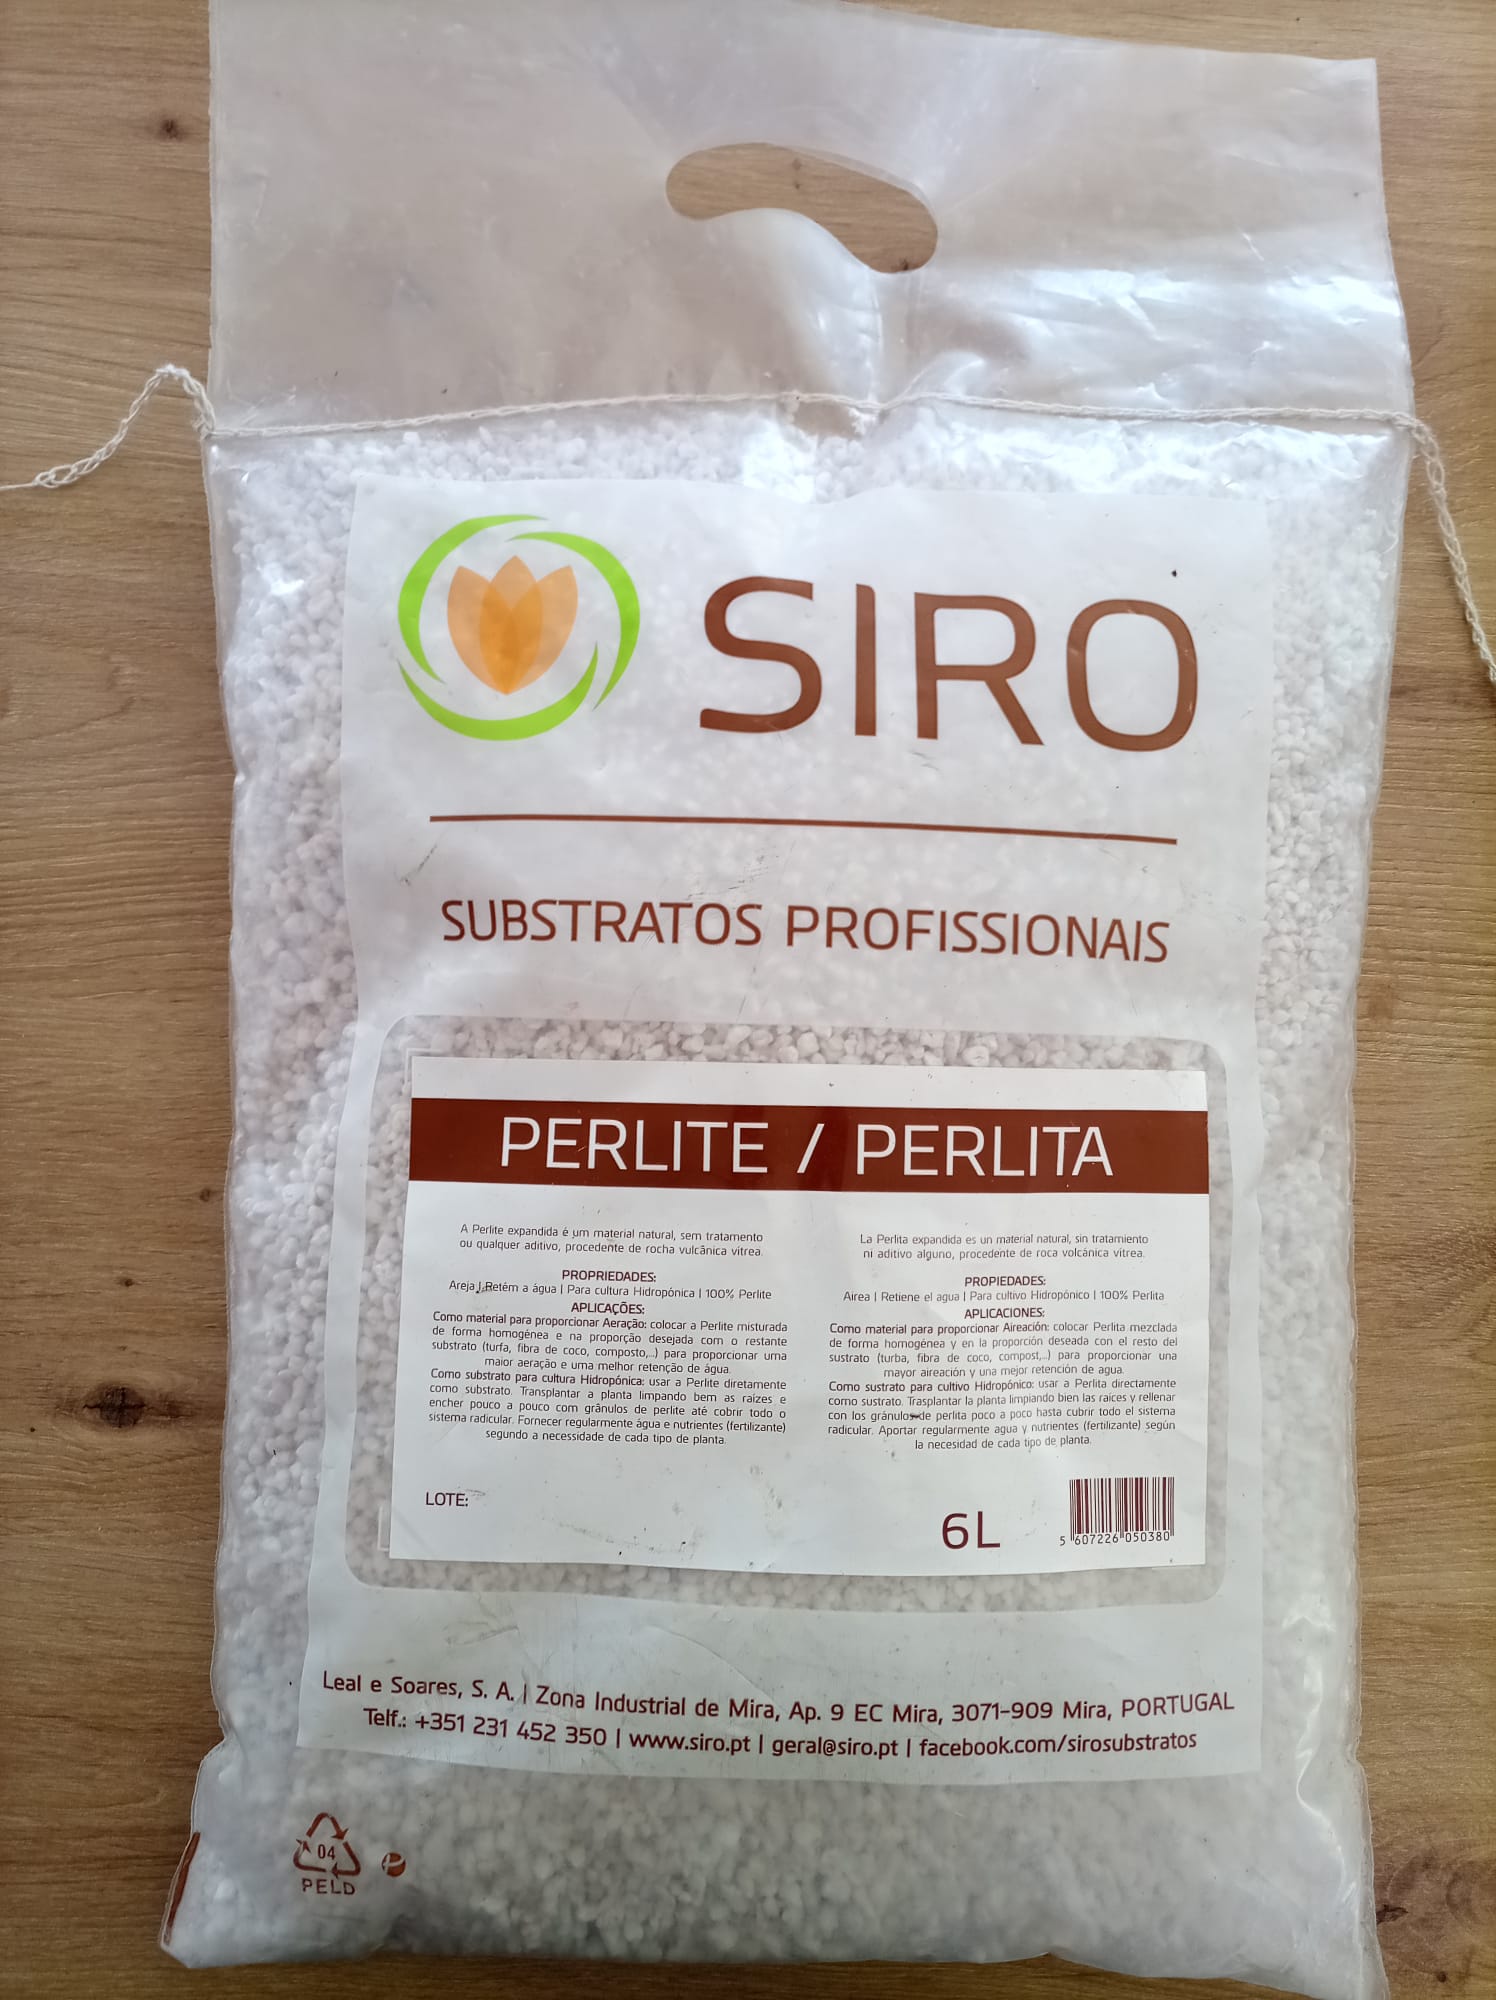 SIRO
SUBSTRATOS PROFISSIONAIS
PERLITE / PERLITA
A Perlite expandida é um material natural, sem tratamento
ou qualquer aditivo, procedente de rocha vulcânica vitrea.
PROPRIEDADES:
Areja | Retém a água | Para cultura Hidropónica | 100% Perlite
APLICAÇÕES:
Como material para proporcionar Aeração: colocar a Perlite misturada
de forma homogénea e na proporção desejada com o restante
substrato (turfa, fibra de coco, composto,...) para proporcionar uma
maior aeração e uma melhor retenção de água.
Como substrato para cultura Hidropónica: usar a Perlite diretamente
como substrato. Transplantar a planta limpando bem as raízes e
encher pouco a pouco com grânulos de perlite até cobrir todo o
sistema radicular. Fornecer regularmente água e nutrientes (fertilizante)
segundo a necessidade de cada tipo de planta.
La Perlita expandida es un material natural, sin tratamiento
ni aditivo alguno, procedente de roca volcánica vítrea.
PROPIEDADES:
Airea | Retiene el agua | Para cultivo Hidropónico | 100% Perlita
APLICACIONES:
Como material para proporcionar Aireación: colocar Perlita mezclada
de forma homogénea y en la proporción deseada con el resto del
sustrato (turba, fibra de coco, compost,...) para proporcionar una
mayor aireación y una mejor retención de agua.
Como sustrato para cultivo Hidropónico: usar a Perlita directamente
como sustrato. Trasplantar la planta limpiando bien las raíces y rellenar
con los gránulos de perlita poco a poco hasta cubrir todo el sistema
radicular. Aportar regularmente agua y nutrientes (fertilizante) según
la necesidad de cada tipo de planta.
LOTE:
6L
5 607226 050380
Leal e Soares, S. A. | Zona Industrial de Mira, Ap. 9 EC Mira, 3071-909 Mira, PORTUGAL
Telf.: +351 231 452 350 | www.siro.pt | geral@siro.pt | facebook.com/sirosubstratos
04
PELD